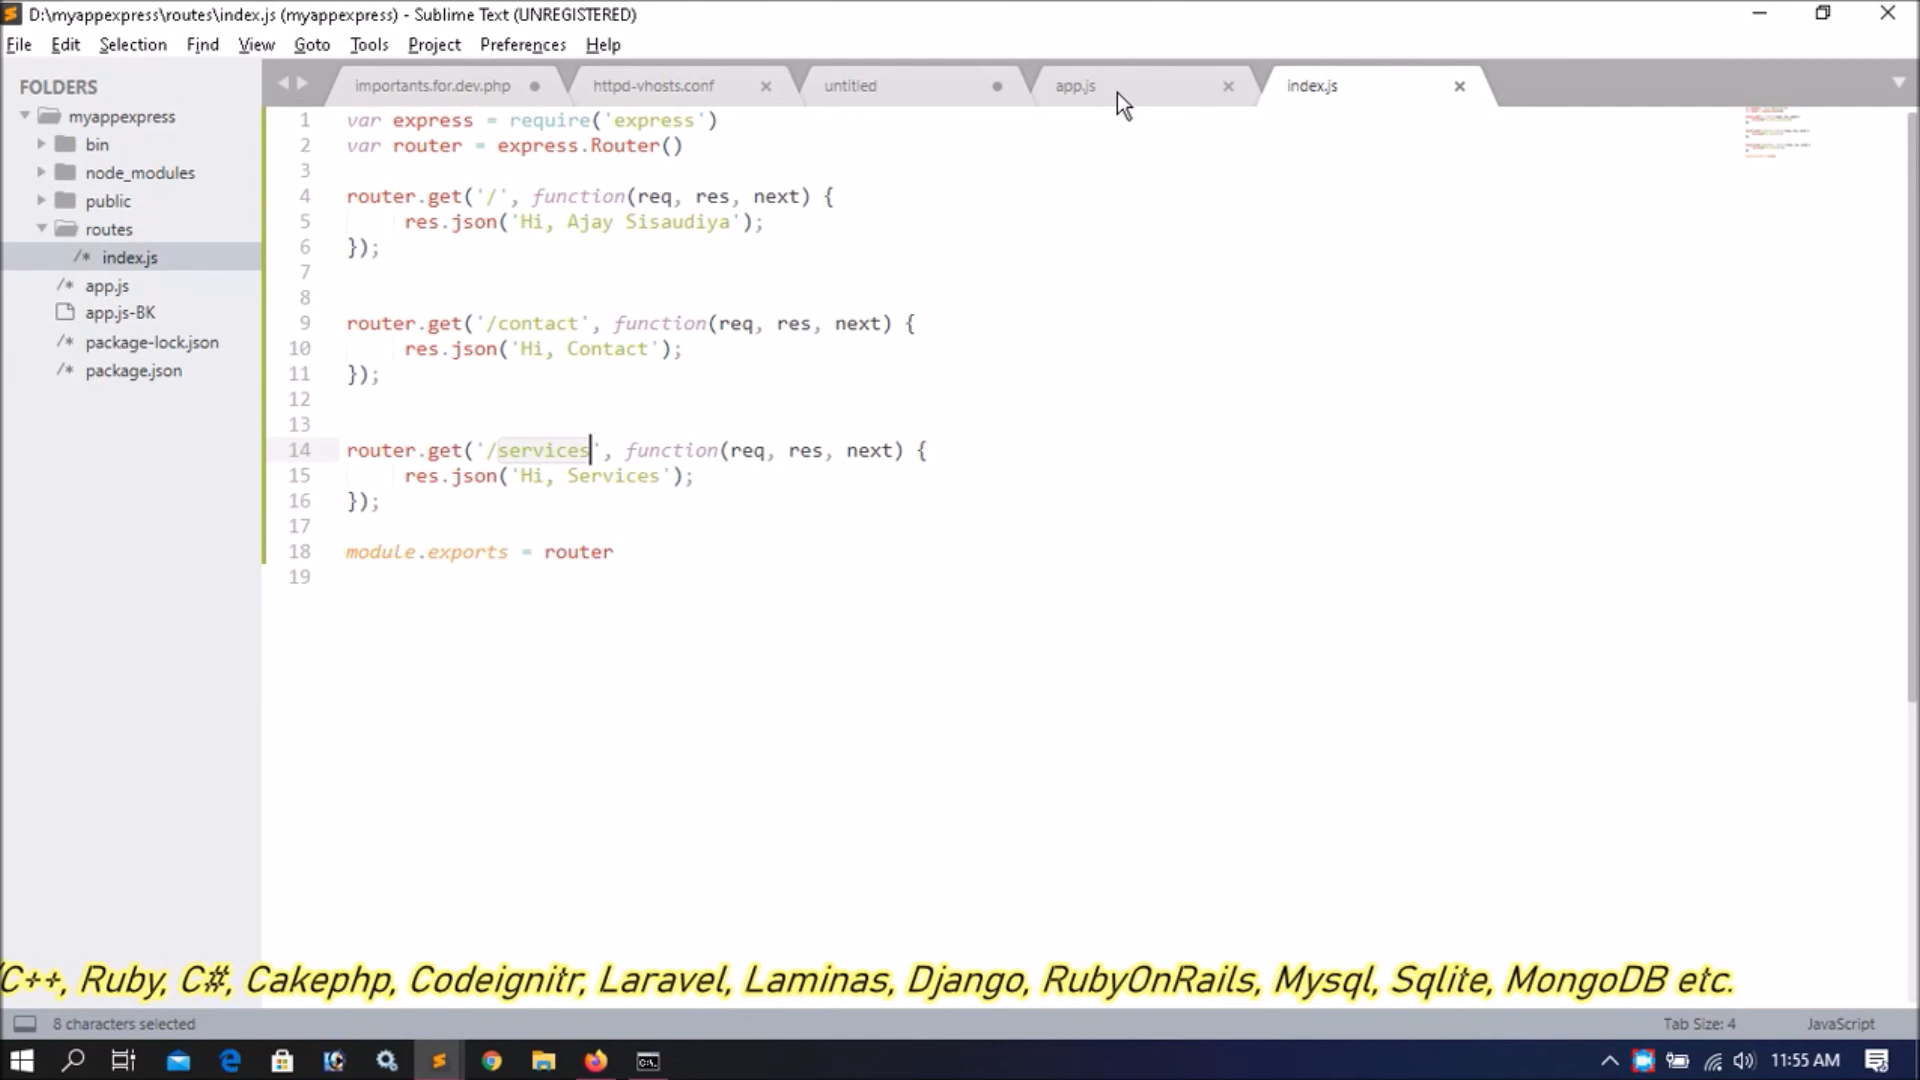 D:\myappexpress\routes\index.js (myappexpress) - Sublime Text (UNREGISTERED)
File Edit Selection Find View Goto Tools Project Preferences Help
FOLDERS
myappexpress
bin
node_modules
public
routes
/* index.js
/* app.js
app.js-BK
/* package-lock.json
/* package.json
importants.for.dev.php httpd-vhosts.conf untitled app.js index.js
1 var express = require('express')
2 var router = express.Router()
3
4 router.get('/', function(req, res, next) {
5 res.json('Hi, Ajay Sisaudiya');
6 });
7
8
9 router.get('/contact', function(req, res, next) {
10 res.json('Hi, Contact');
11 });
12
13
14 router.get('/services', function(req, res, next) {
15 res.json('Hi, Services');
16 });
17
18 module.exports = router
19
C++, Ruby, C#, Cakephp, Codeignitr, Laravel, Laminas, Django, RubyOnRails, Mysql, Sqlite, MongoDB etc.
8 characters selected Tab Size: 4 JavaScript
11:55 AM